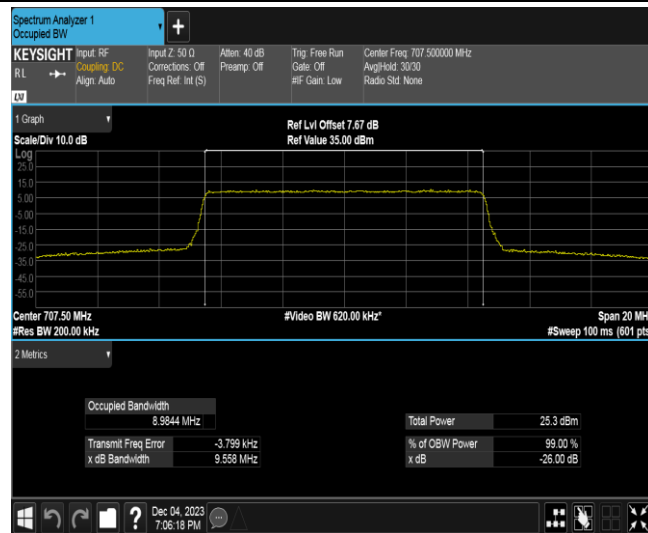 Spectrum Analyzer 1
Occupied BW
+
KEYSIGHT
RL
LXI
Input: RF
Coupling: DC
Align: Auto
Input Z: 50 Ω
Corrections: Off
Freq Ref: Int (S)
Atten: 40 dB
Preamp: Off
Trig: Free Run
Gate: Off
#IF Gain: Low
Center Freq: 707.500000 MHz
Avg|Hold: 30/30
Radio Std: None
1 Graph
Scale/Div 10.0 dB
Ref Lvl Offset 7.67 dB
Ref Value 35.00 dBm
Log
25.0
15.0
5.00
-5.00
-15.0
-25.0
-35.0
-45.0
-55.0
Center 707.50 MHz
#Res BW 200.00 kHz
#Video BW 620.00 kHz*
Span 20 MH
#Sweep 100 ms (601 pts
2 Metrics
Occupied Bandwidth
8.9844 MHz
Total Power 25.3 dBm
Transmit Freq Error -3.799 kHz
% of OBW Power 99.00 %
x dB Bandwidth 9.558 MHz
x dB -26.00 dB
?
Dec 04, 2023
7:06:18 PM